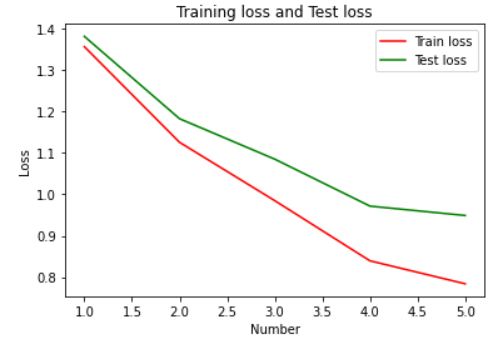 Training loss and Test loss
1.4
1.3
1.2
1.1
1.0
0.9
0.8
Loss
Train loss
Test loss
1.0 1.5 2.0 2.5 3.0 3.5 4.0 4.5 5.0
Number